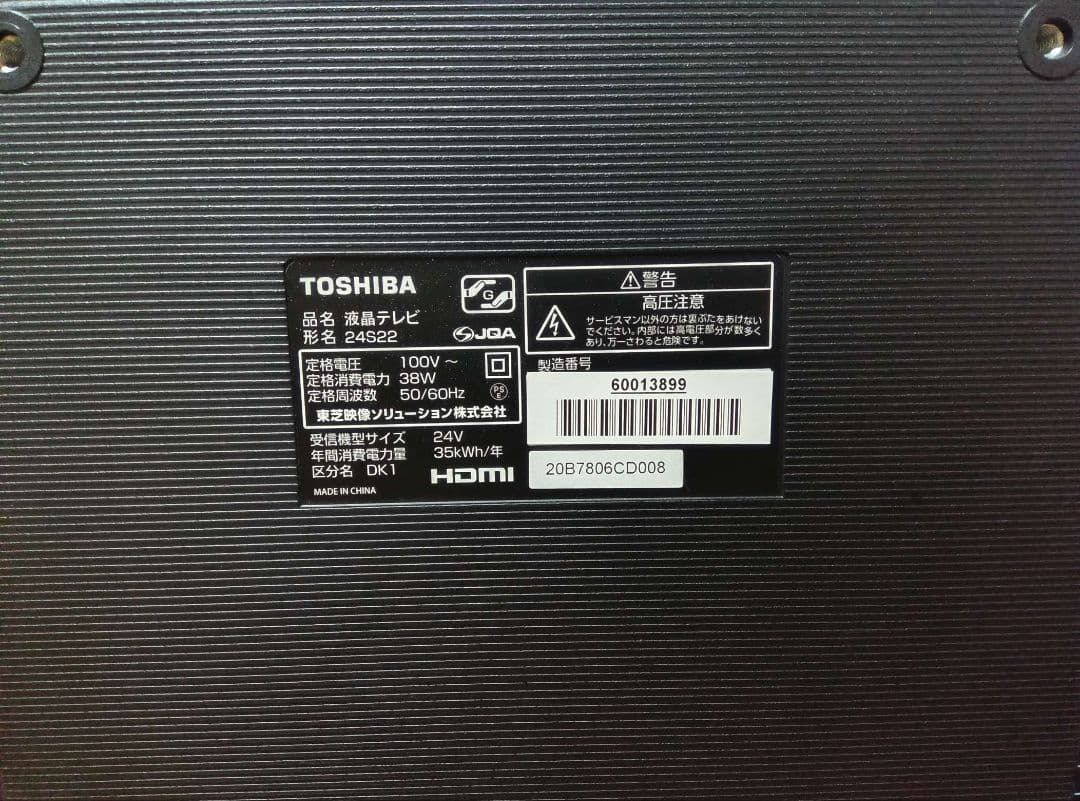 TOSHIBA
品名 液晶テレビ
形名 24S22
JQA
定格電圧 100V ～
定格消費電力 38W
定格周波数 50/60Hz
PS
E
東芝映像ソリューション株式会社
受信機型サイズ 24V
年間消費電力量 35kWh/年
区分名 DK1
HDMI
MADE IN CHINA
G
警告
高圧注意
サービスマン以外の方は裏ぶたをあけない
でください。内部には高電圧部分が数多く
あり、万一さわると危険です。
製造番号
60013899
20B7806CD008